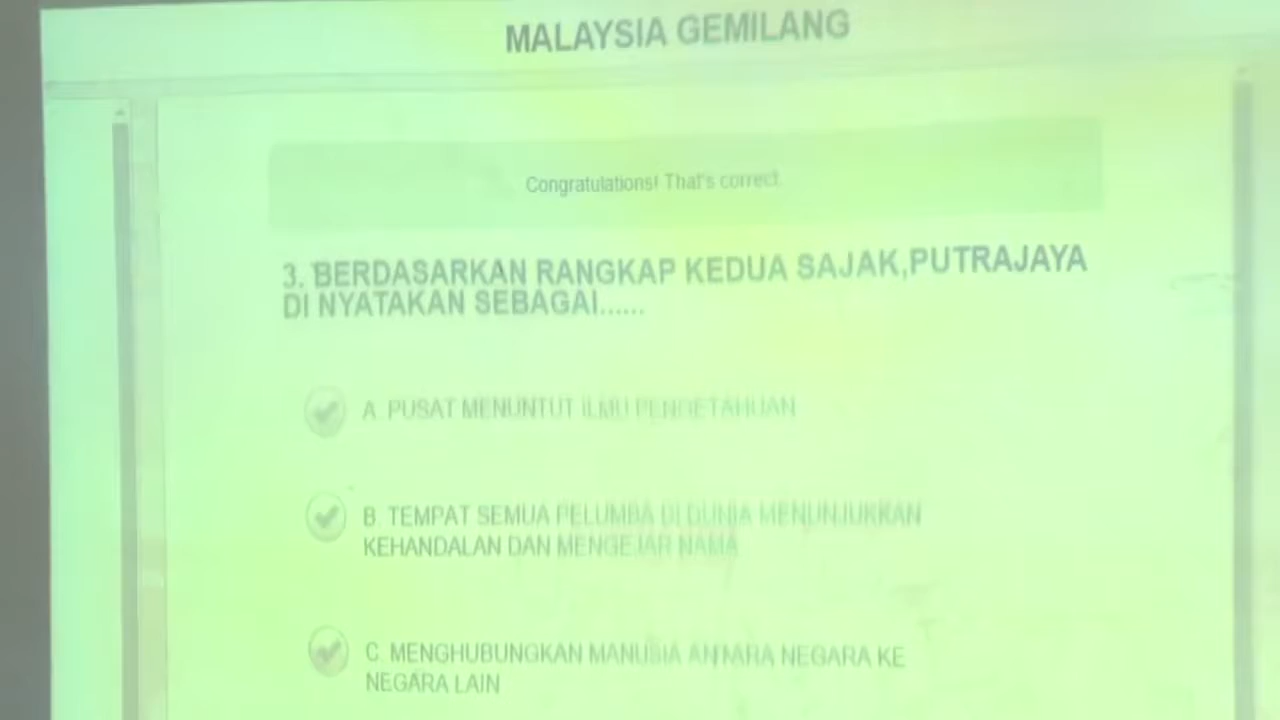 MALAYSIA GEMILANG
Congratulations! That's correct.
3. BERDASARKAN RANGKAP KEDUA SAJAK,PUTRAJAYA
DI NYATAKAN SEBAGAI......
A. PUSAT MENUNTUT ILMU PENGETAHUAN
B. TEMPAT SEMUA PELUMBA DI DUNIA MENUNJUKKAN
KEHANDALAN DAN MENGEJAR NAMA
C. MENGHUBUNGKAN MANUSIA ANTARA NEGARA KE
NEGARA LAIN